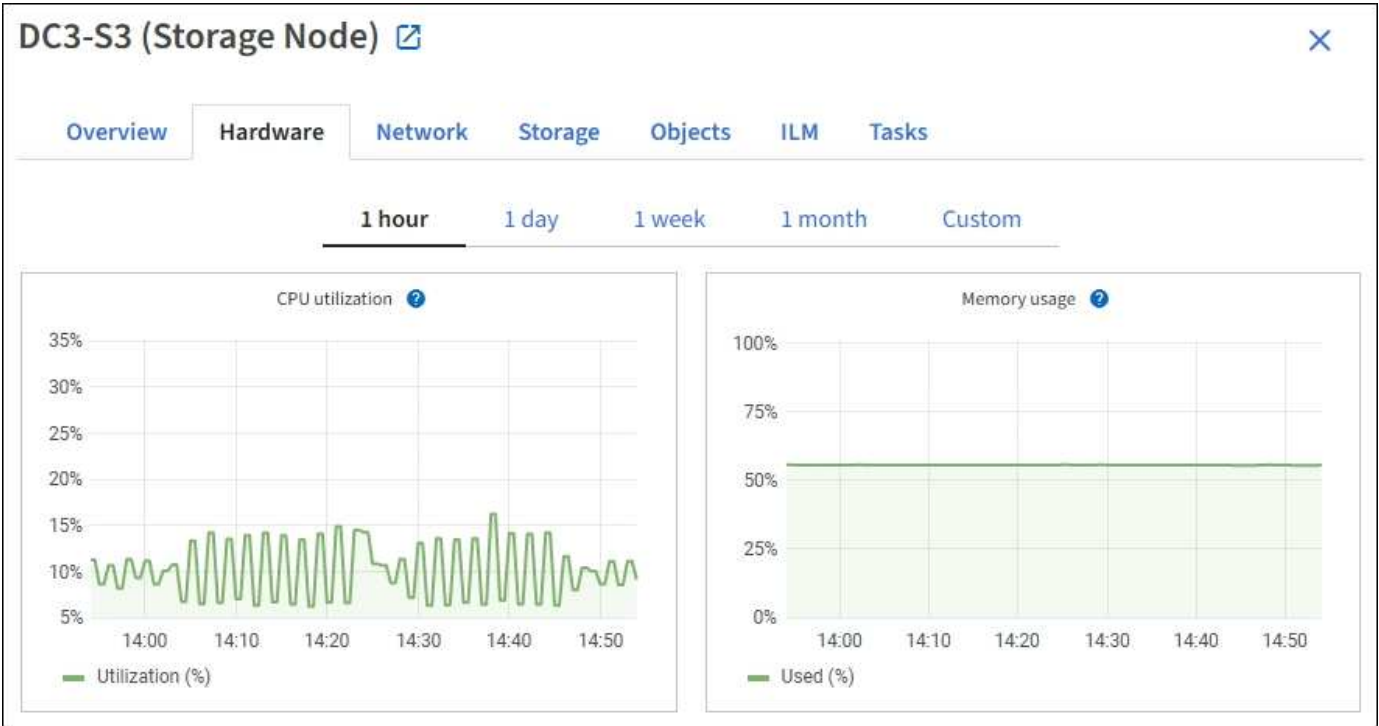 DC3-S3 (Storage Node)
Overview Hardware Network Storage Objects ILM Tasks
1 hour 1 day 1 week 1 month Custom
CPU utilization ?
35%
30%
25%
20%
15%
10%
5%
14:00 14:10 14:20 14:30 14:40 14:50
Utilization (%)
Memory usage ?
100%
75%
50%
25%
0%
14:00 14:10 14:20 14:30 14:40 14:50
Used (%)